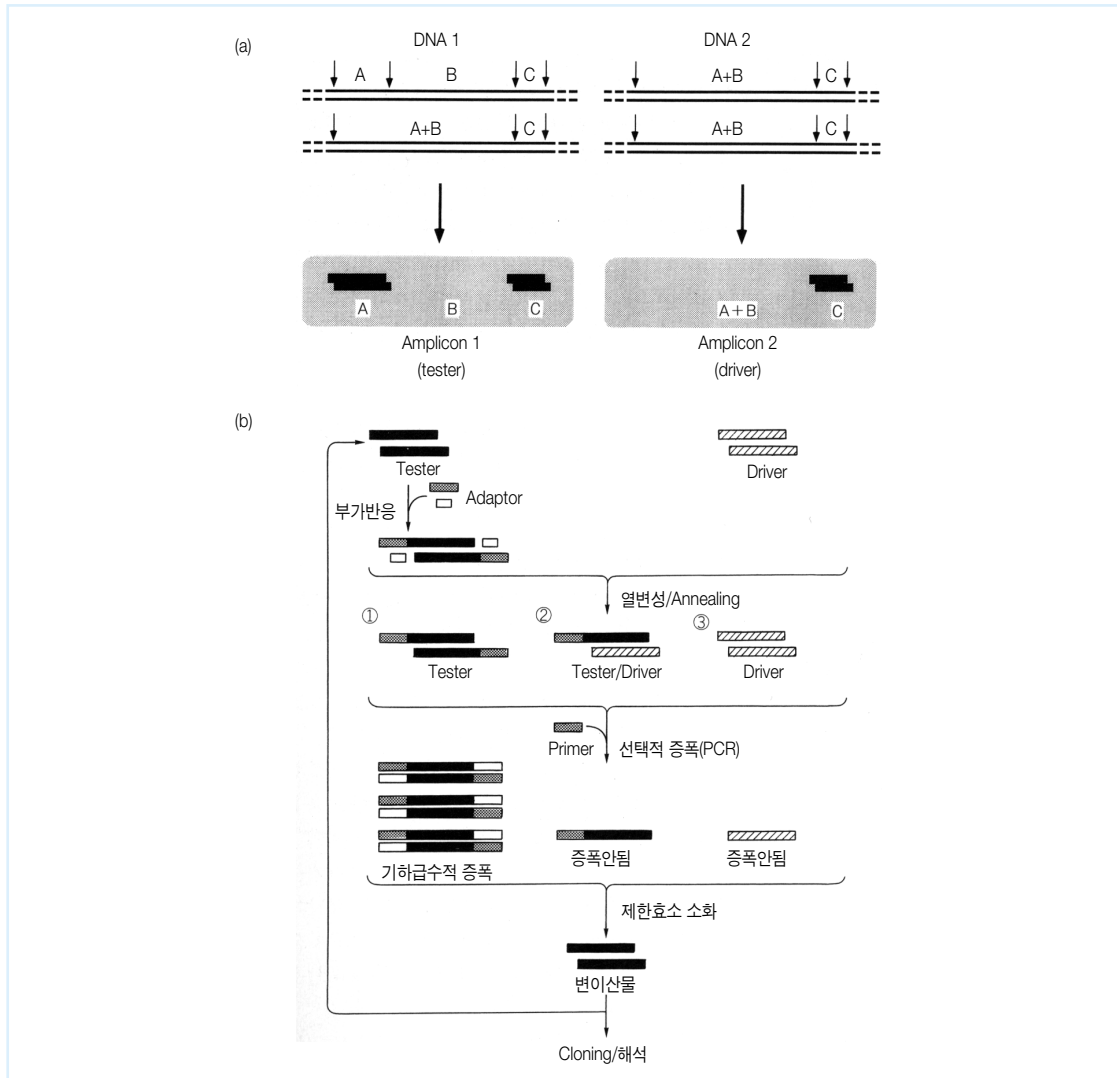 (a)
DNA 1
DNA 2
A B C
A+B C
A+B C
A+B C
A B C
A+B C
Amplicon 1
(tester)
Amplicon 2
(driver)
(b)
Tester
Driver
Adaptor
부가반응
열변성/Annealing
① ② ③
Tester
Tester/Driver
Driver
Primer
선택적 증폭(PCR)
기하급수적 증폭
증폭안됨
증폭안됨
제한효소 소화
변이산물
Cloning/해석